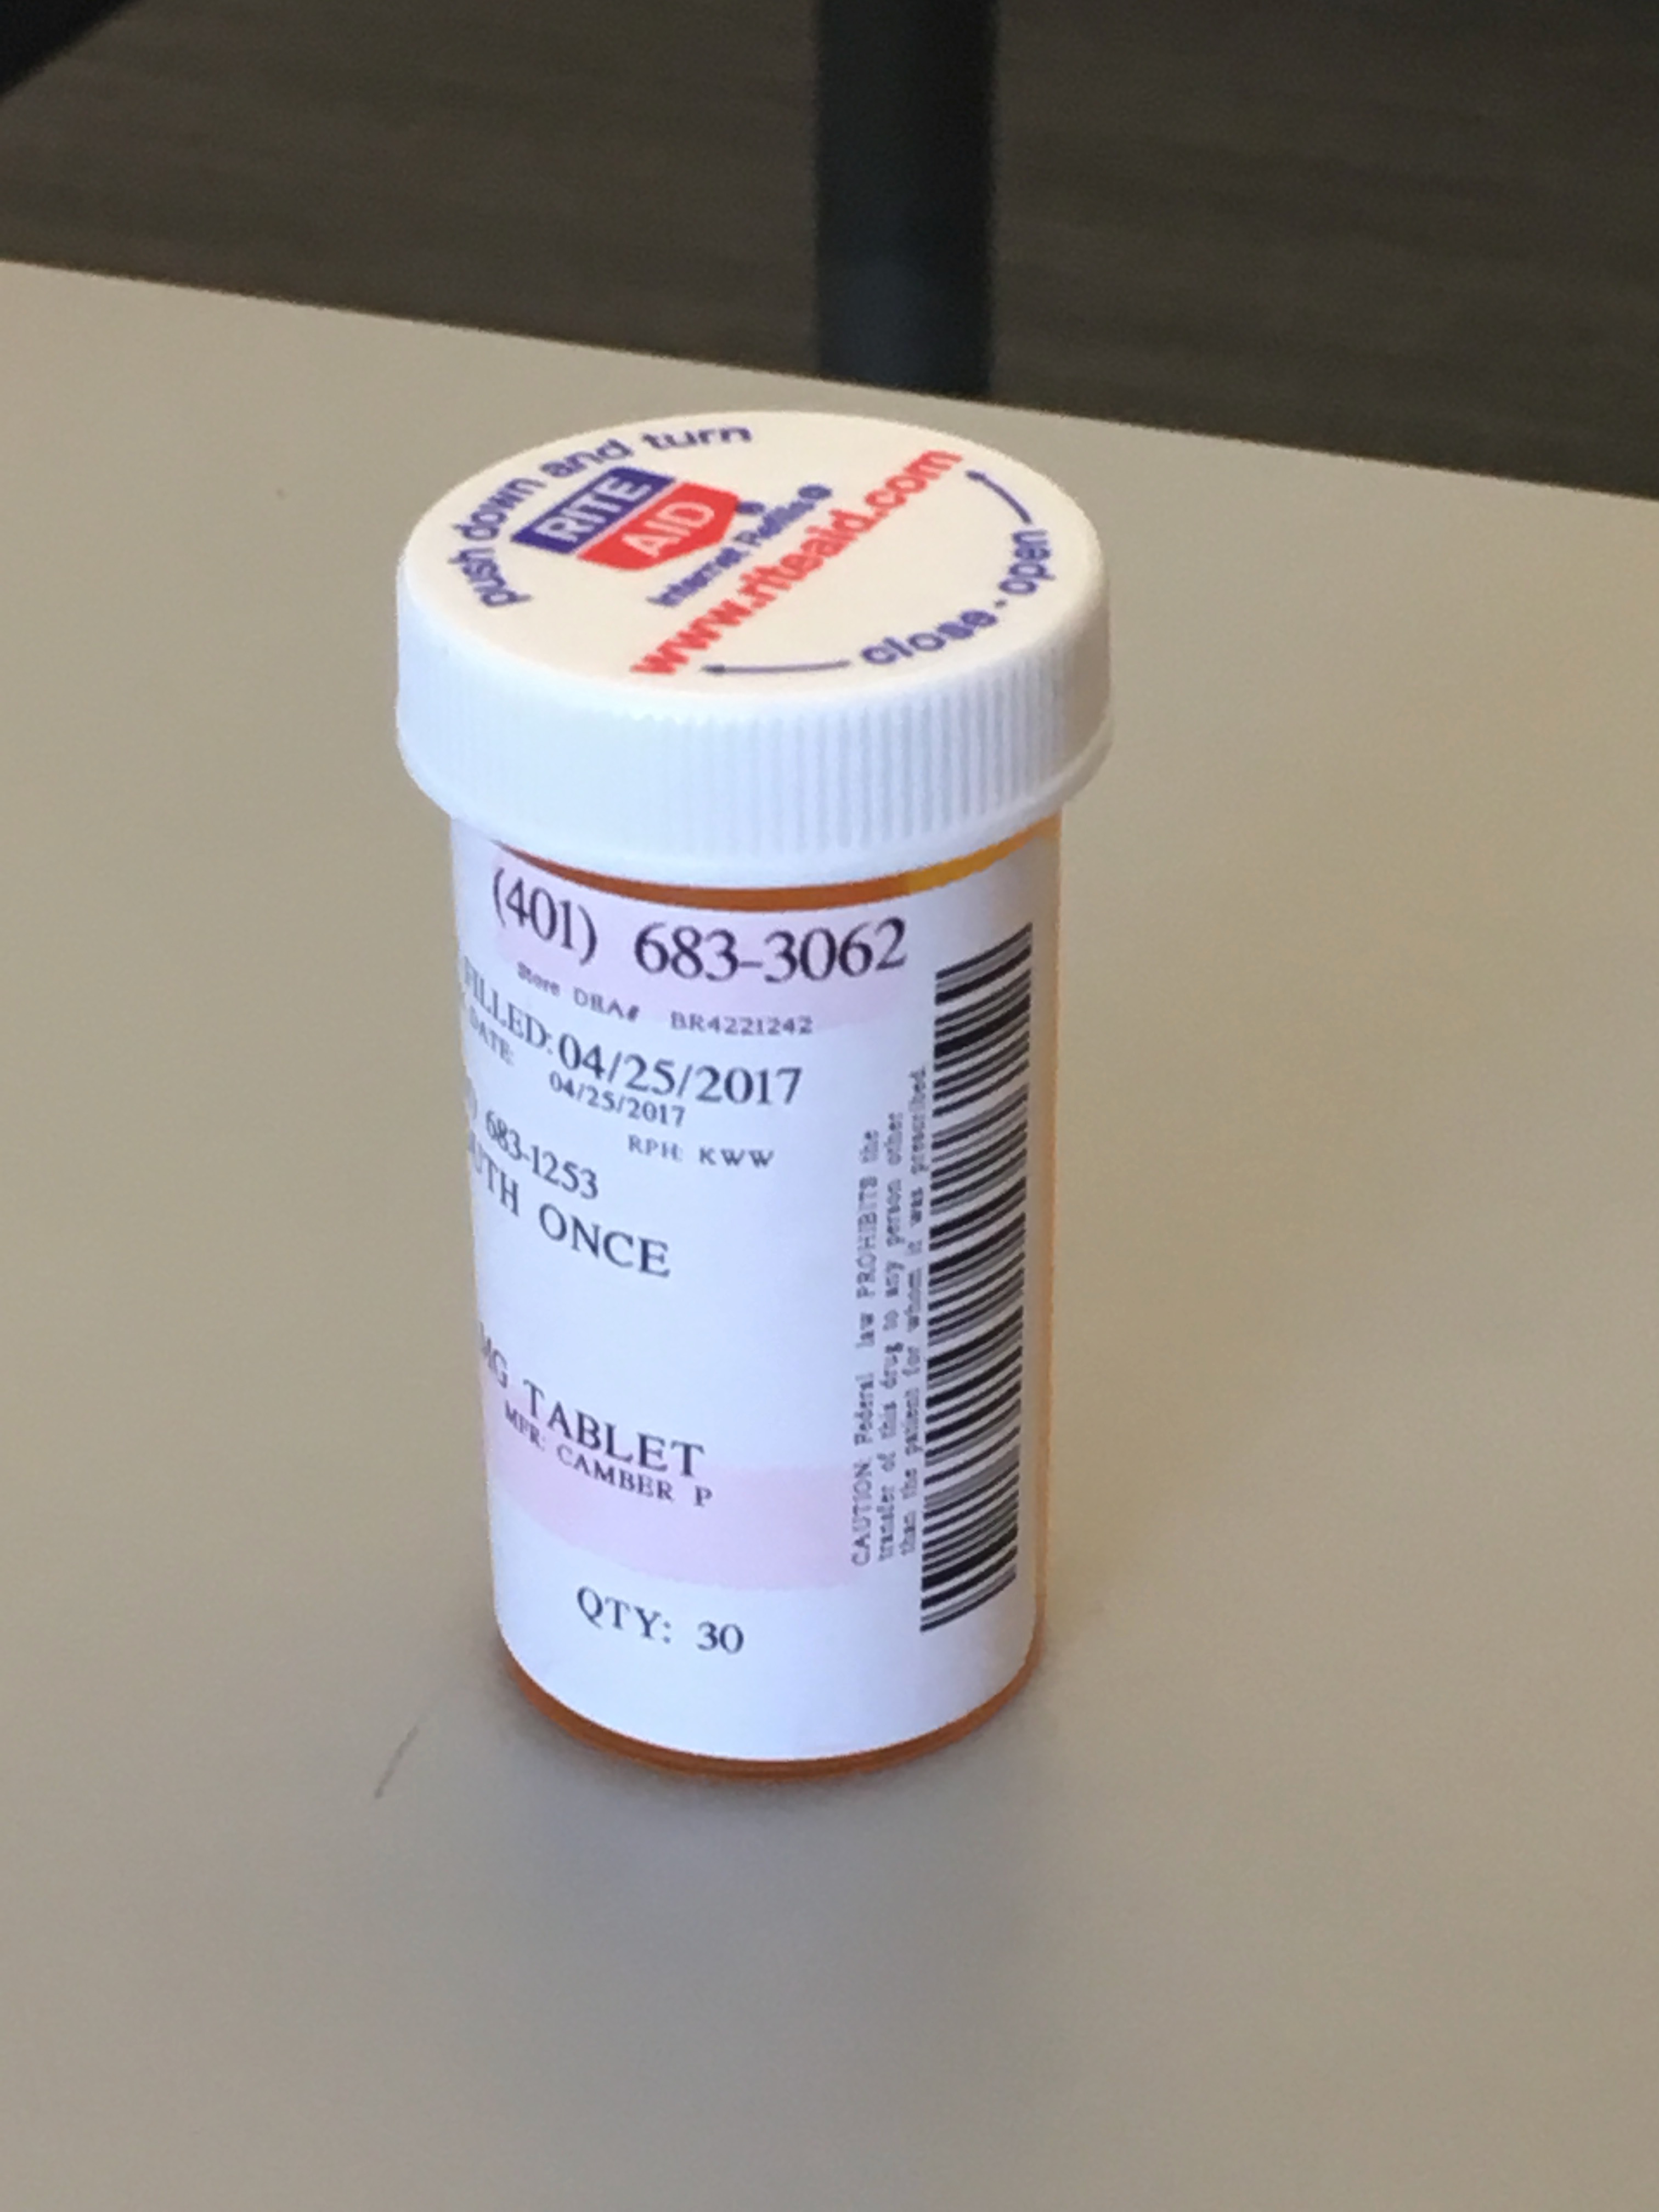 push down and turn
RITE
AID
Internet Refills
www.riteaid.com
close - open
(401) 683-3062
Store DEA# BR4221242
FILLED: 04/25/2017
DATE: 04/25/2017
RPH: KWW
) 683-1253
UTH ONCE
MG TABLET
MFR: CAMBER P
QTY: 30
CAUTION: Federal law PROHIBITS the
transfer of this drug to any person other
than the patient for whom it was prescribed.